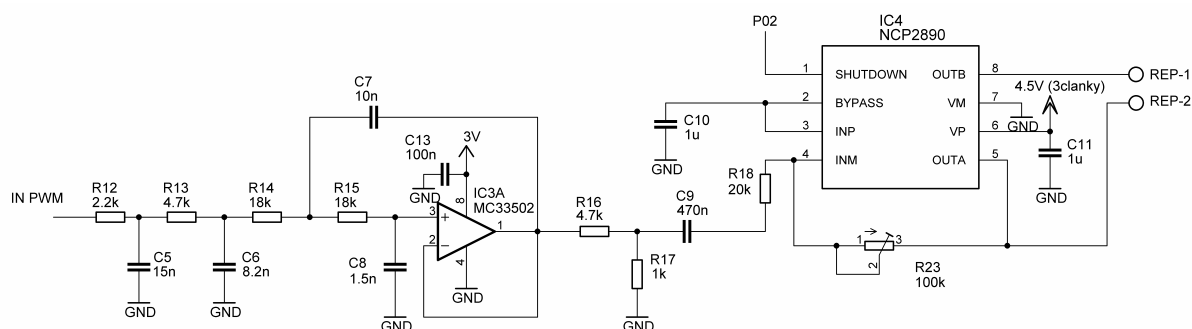 IN PWM
R12
2.2k
C5
15n
GND
R13
4.7k
C6
8.2n
GND
R14
18k
C7
10n
R15
18k
C8
1.5n
GND
C13
100n
GND
3V
IC3A
MC33502
3
2
8
4
1
+
−
GND
R16
4.7k
R17
1k
GND
C9
470n
R18
20k
C10
1u
GND
P02
IC4
NCP2890
1
2
3
4
SHUTDOWN
BYPASS
INP
INM
OUTB
VM
VP
OUTA
8
7
6
5
GND
4.5V (3clanky)
C11
1u
GND
REP-1
REP-2
1
2
3
R23
100k